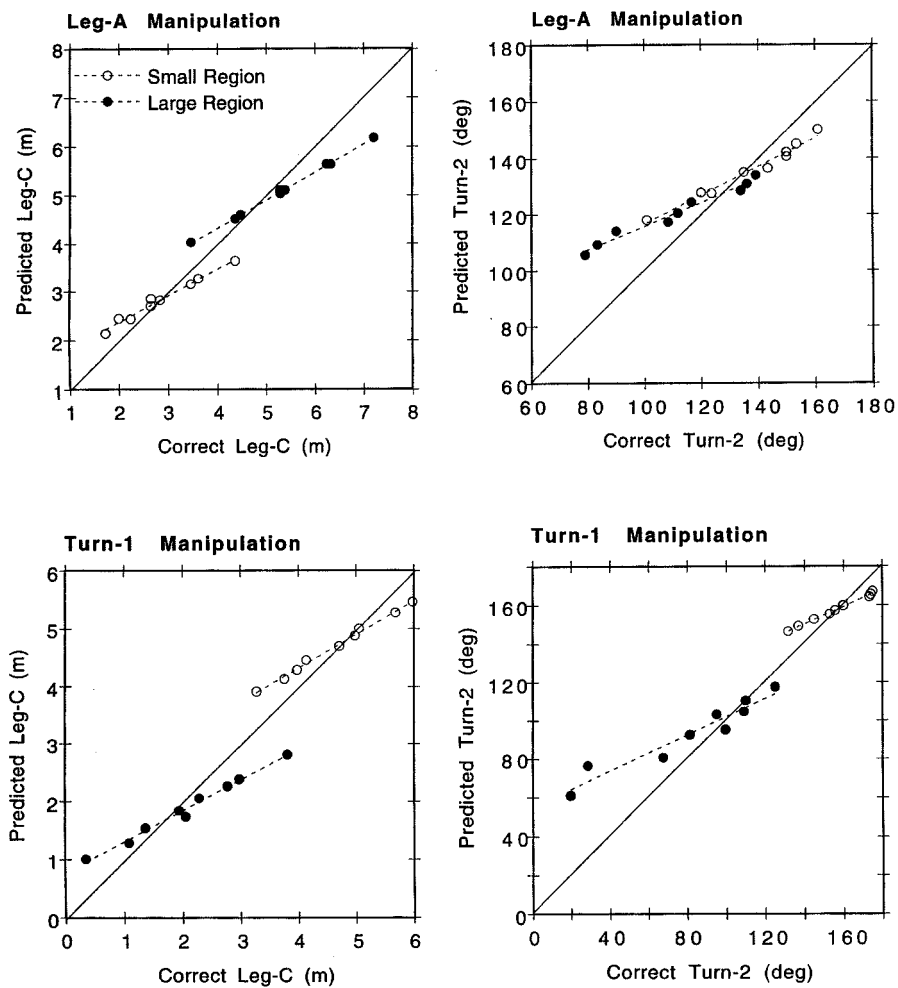 Leg-A Manipulation
8
7
6
5
4
3
2
1
Small Region
Large Region
Predicted Leg-C (m)
1 2 3 4 5 6 7 8
Correct Leg-C (m)
Leg-A Manipulation
180
160
140
120
100
80
60
Predicted Turn-2 (deg)
60 80 100 120 140 160 180
Correct Turn-2 (deg)
Turn-1 Manipulation
6
5
4
3
2
1
0
Predicted Leg-C (m)
0 1 2 3 4 5 6
Correct Leg-C (m)
Turn-1 Manipulation
160
120
80
40
0
Predicted Turn-2 (deg)
0 40 80 120 160
Correct Turn-2 (deg)